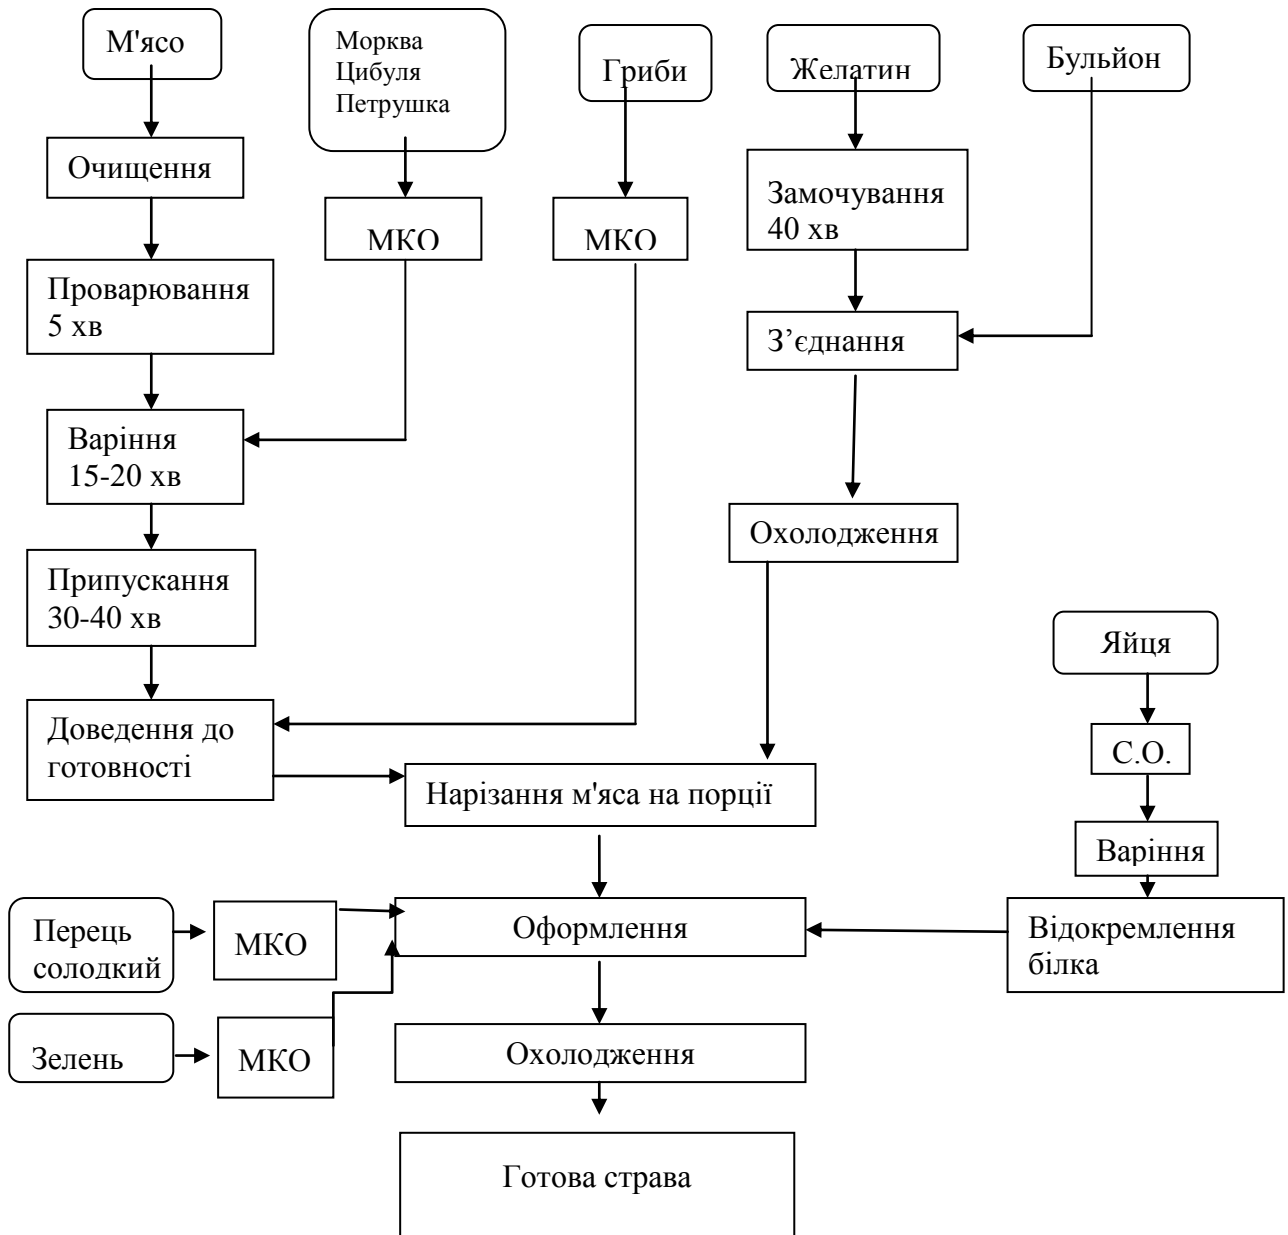 М'ясо
Морква
Цибуля
Петрушка
Гриби
Желатин
Бульйон
Очищення
МКО
МКО
Замочування
40 хв
Проварювання
5 хв
З’єднання
Варіння
15-20 хв
Охолодження
Припускання
30-40 хв
Яйця
Доведення до
готовності
С.О.
Нарізання м'яса на порції
Варіння
Перець
солодкий
МКО
Оформлення
Відокремлення
білка
Зелень
МКО
Охолодження
Готова страва